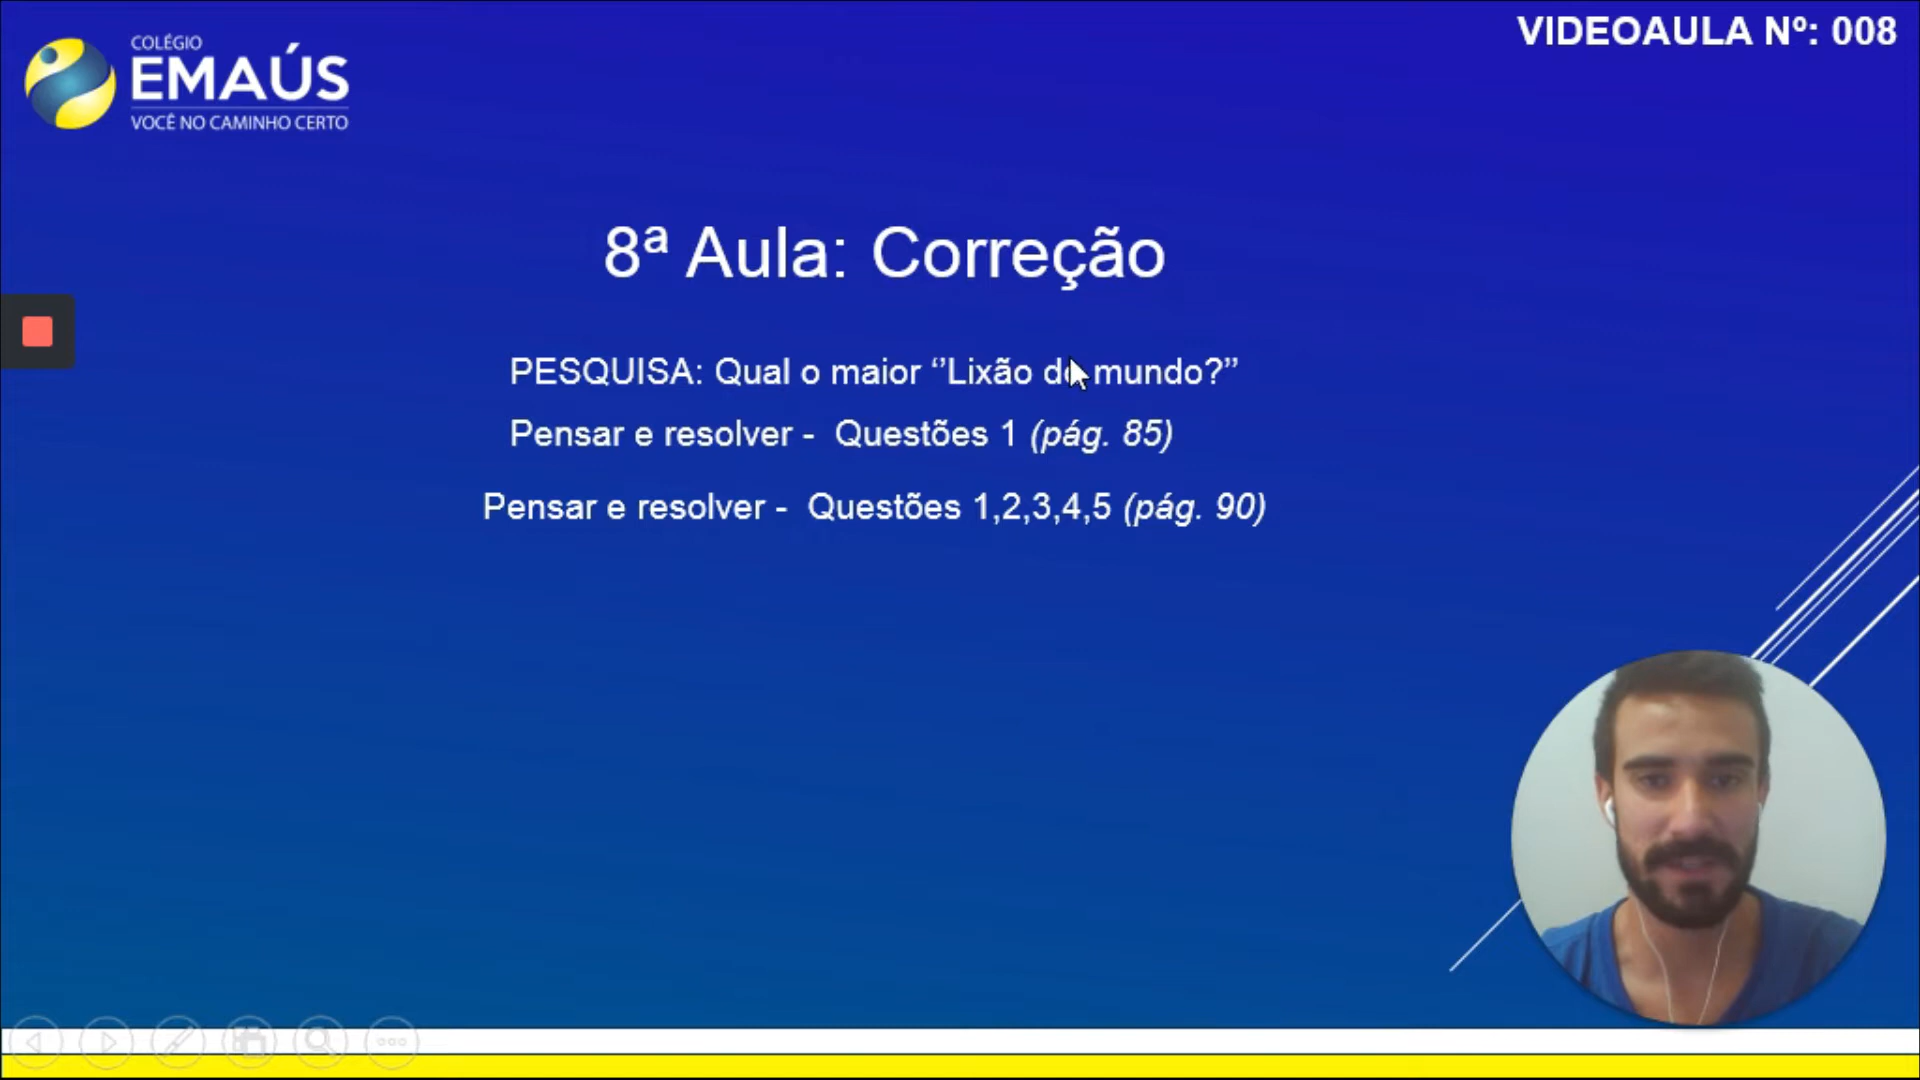 VIDEOAULA Nº: 008
COLÉGIO
EMAÚS
VOCÊ NO CAMINHO CERTO
8ª Aula: Correção
PESQUISA: Qual o maior ‘’Lixão do mundo?’’
Pensar e resolver - Questões 1 (pág. 85)
Pensar e resolver - Questões 1,2,3,4,5 (pág. 90)